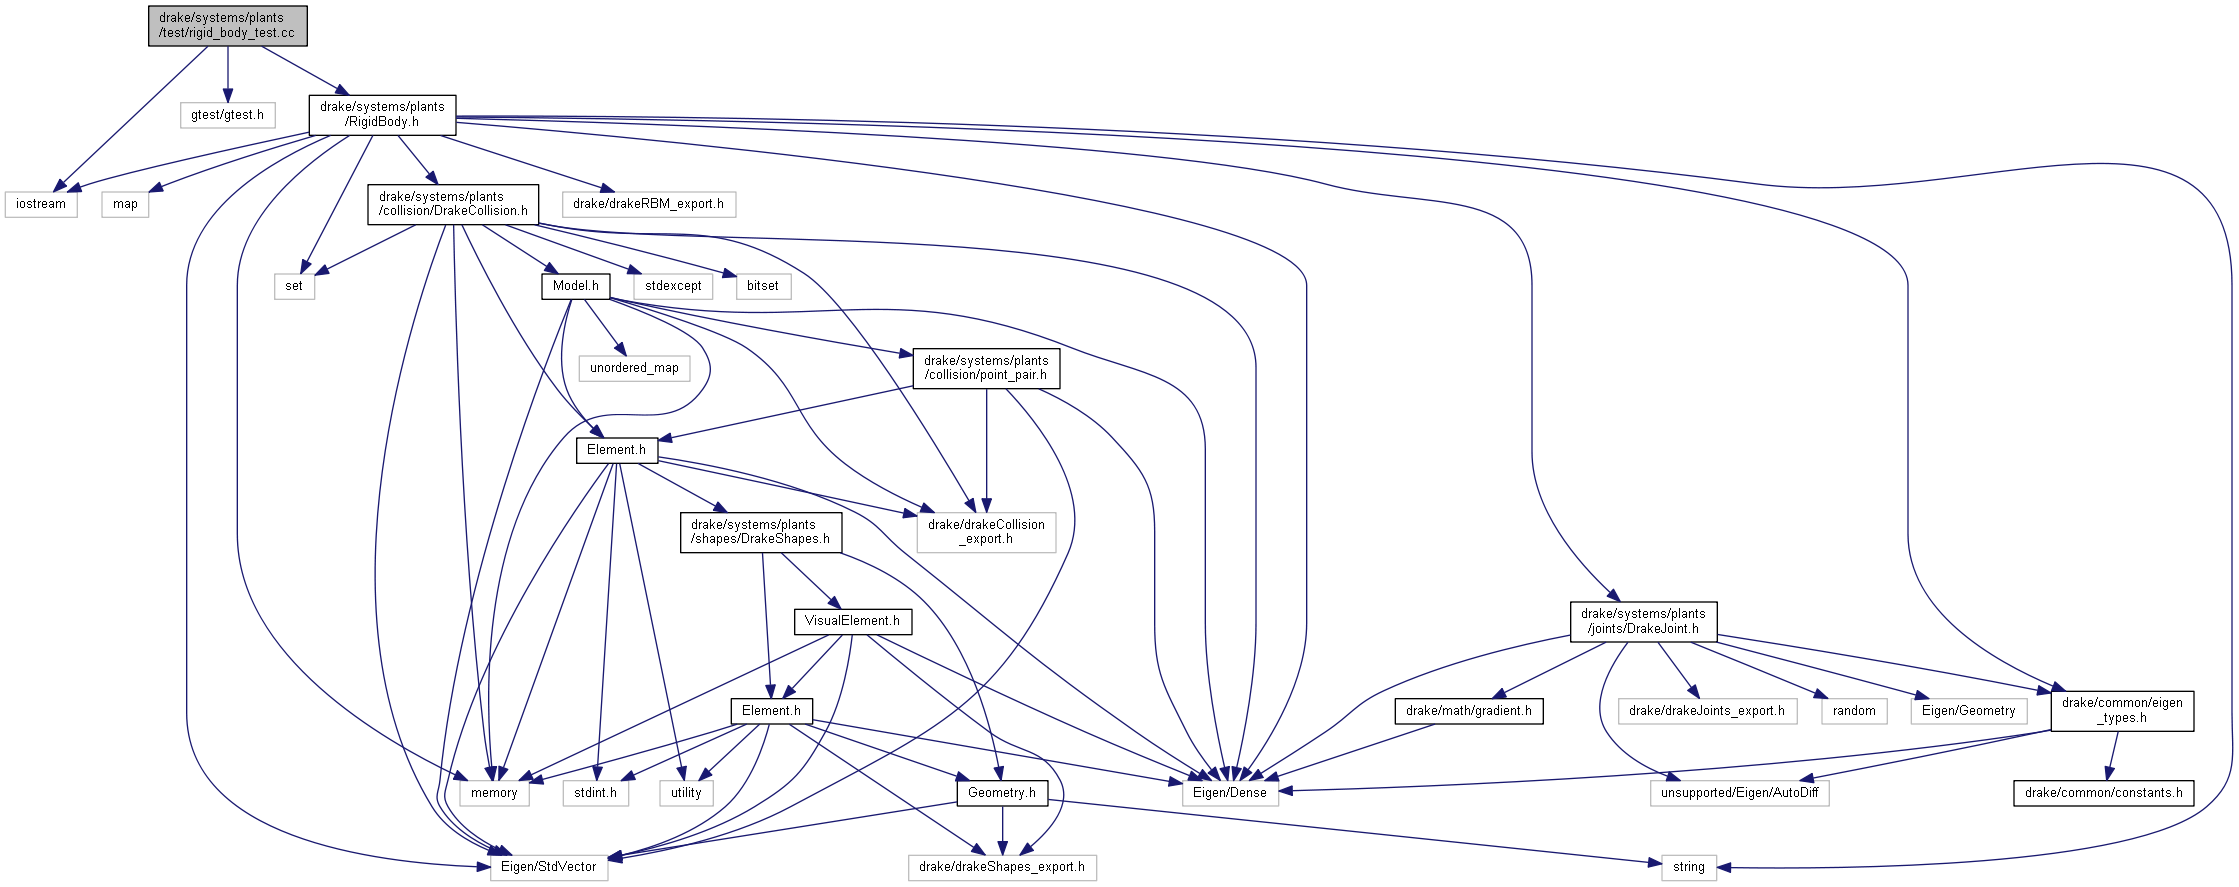 drake/systems/plants
/test/rigid_body_test.cc
gtest/gtest.h
drake/systems/plants
/RigidBody.h
iostream
map
drake/systems/plants
/collision/DrakeCollision.h
drake/drakeRBM_export.h
set
Model.h
stdexcept
bitset
unordered_map
drake/systems/plants
/collision/point_pair.h
Element.h
drake/systems/plants
/shapes/DrakeShapes.h
drake/drakeCollision
_export.h
VisualElement.h
drake/systems/plants
/joints/DrakeJoint.h
Element.h
drake/math/gradient.h
drake/drakeJoints_export.h
random
Eigen/Geometry
drake/common/eigen
_types.h
memory
stdint.h
utility
Geometry.h
Eigen/Dense
unsupported/Eigen/AutoDiff
drake/common/constants.h
Eigen/StdVector
drake/drakeShapes_export.h
string